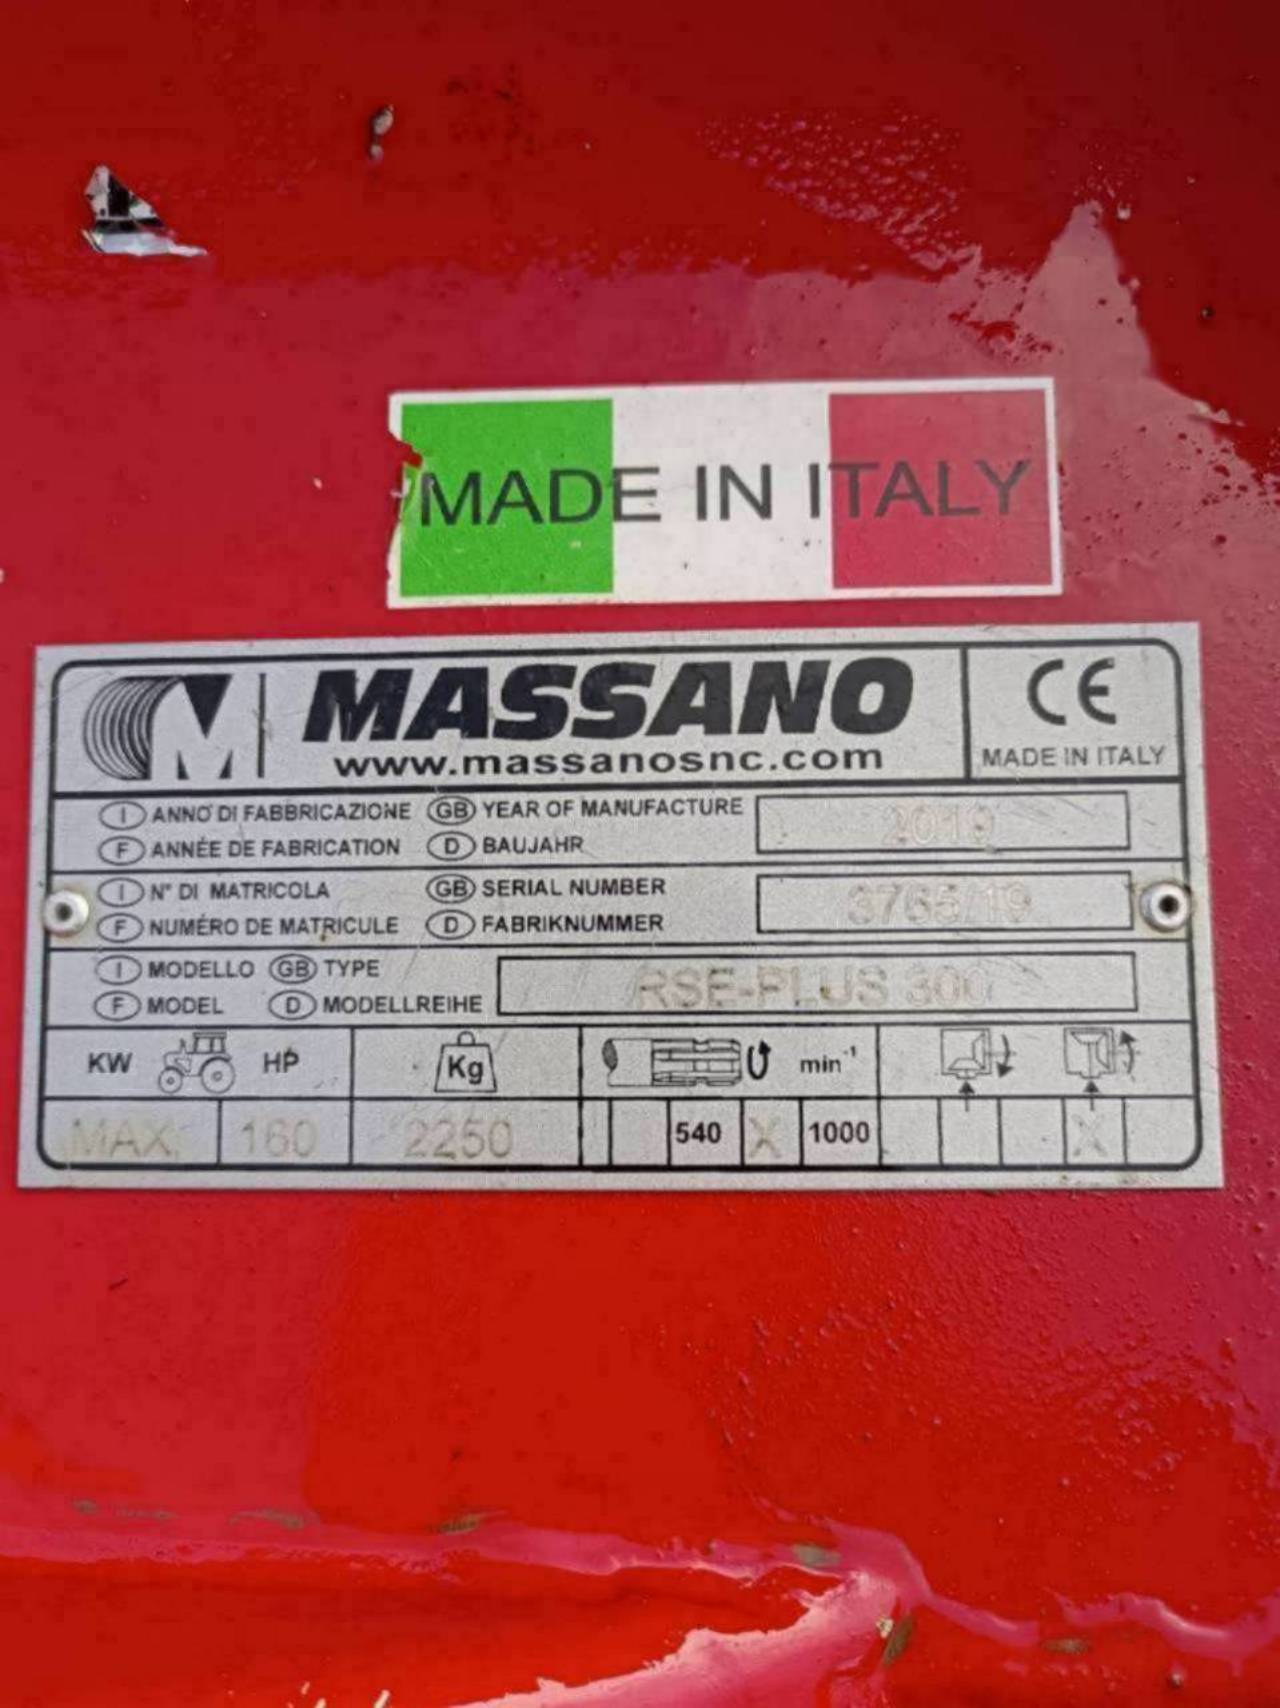 MADE IN ITALY
M MASSANO
www.massanosnc.com
CE
MADE IN ITALY
I ANNO DI FABBRICAZIONE GB YEAR OF MANUFACTURE 2019
F ANNÉE DE FABRICATION D BAUJAHR
I N° DI MATRICOLA GB SERIAL NUMBER 3765/19
F NUMÉRO DE MATRICULE D FABRIKNUMMER
I MODELLO GB TYPE RSE-PLUS 300
F MODEL D MODELLREIHE
KW HP Kg min-1
MAX. 160 2250 540 X 1000 X